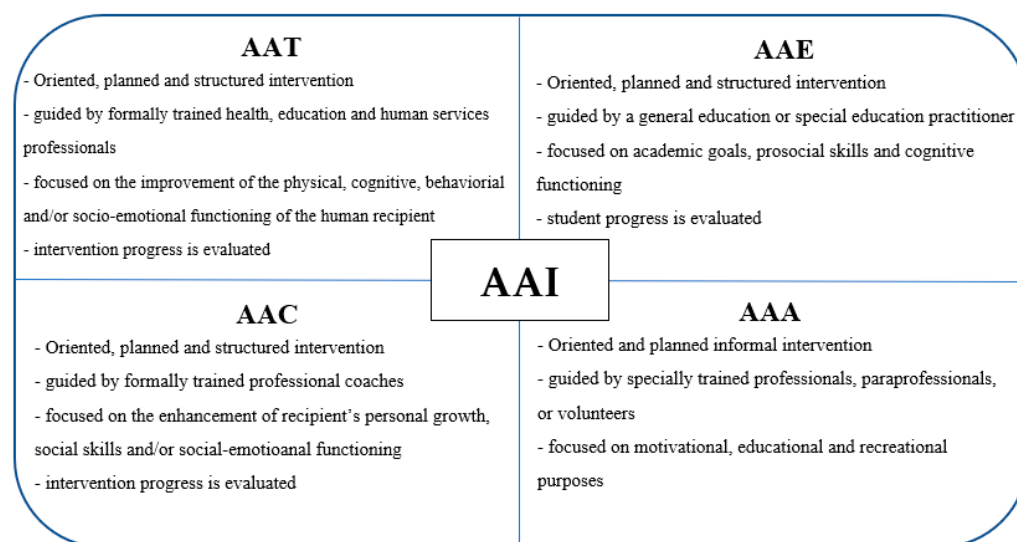 AAT
- Oriented, planned and structured intervention
- guided by formally trained health, education and human services
professionals
- focused on the improvement of the physical, cognitive, behaviorial
and/or socio-emotional functioning of the human recipient
- intervention progress is evaluated
AAE
- Oriented, planned and structured intervention
- guided by a general education or special education practitioner
- focused on academic goals, prosocial skills and cognitive
functioning
- student progress is evaluated
AAI
AAC
- Oriented, planned and structured intervention
- guided by formally trained professional coaches
- focused on the enhancement of recipient’s personal growth,
social skills and/or social-emotioanal functioning
- intervention progress is evaluated
AAA
- Oriented and planned informal intervention
- guided by specially trained professionals, paraprofessionals,
or volunteers
- focused on motivational, educational and recreational
purposes